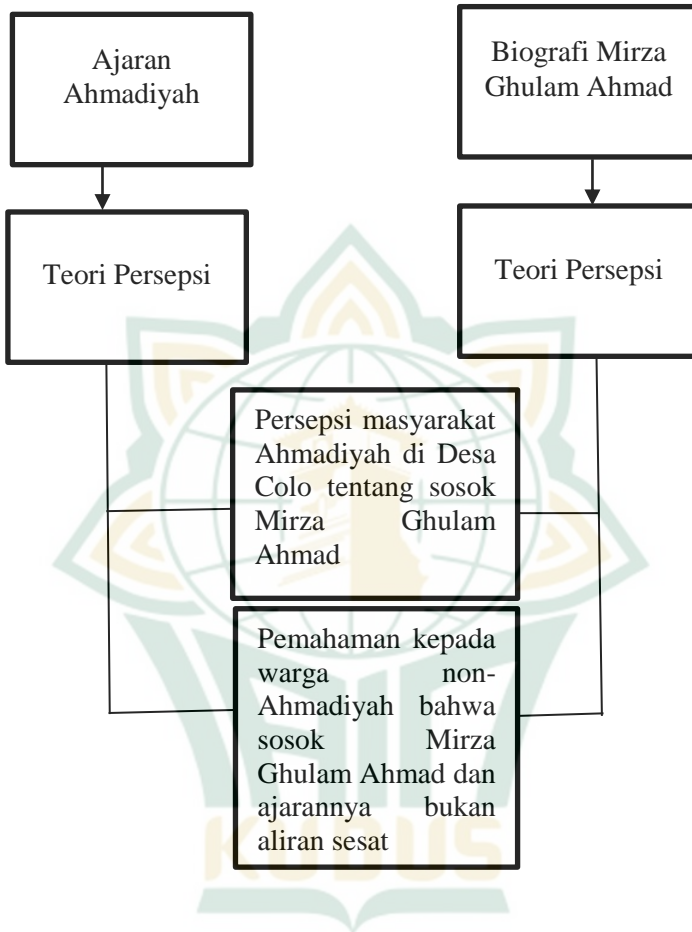 Ajaran
Ahmadiyah
Biografi Mirza
Ghulam Ahmad
Teori Persepsi
Teori Persepsi
Persepsi masyarakat
Ahmadiyah di Desa
Colo tentang sosok
Mirza Ghulam
Ahmad
Pemahaman kepada
warga non-
Ahmadiyah bahwa
sosok Mirza
Ghulam Ahmad dan
ajarannya bukan
aliran sesat
KUDUS